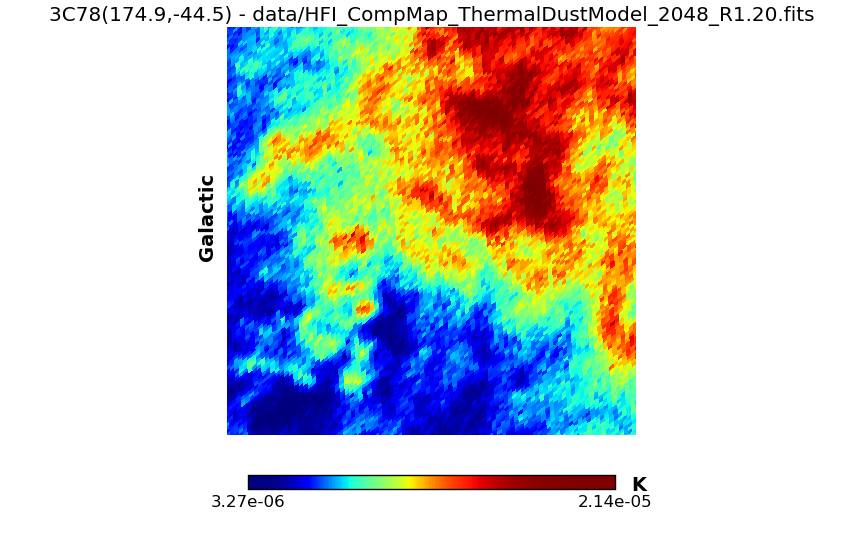 3C78(174.9,-44.5) - data/HFI_CompMap_ThermalDustModel_2048_R1.20.fits
Galactic
K
3.27e-06 2.14e-05